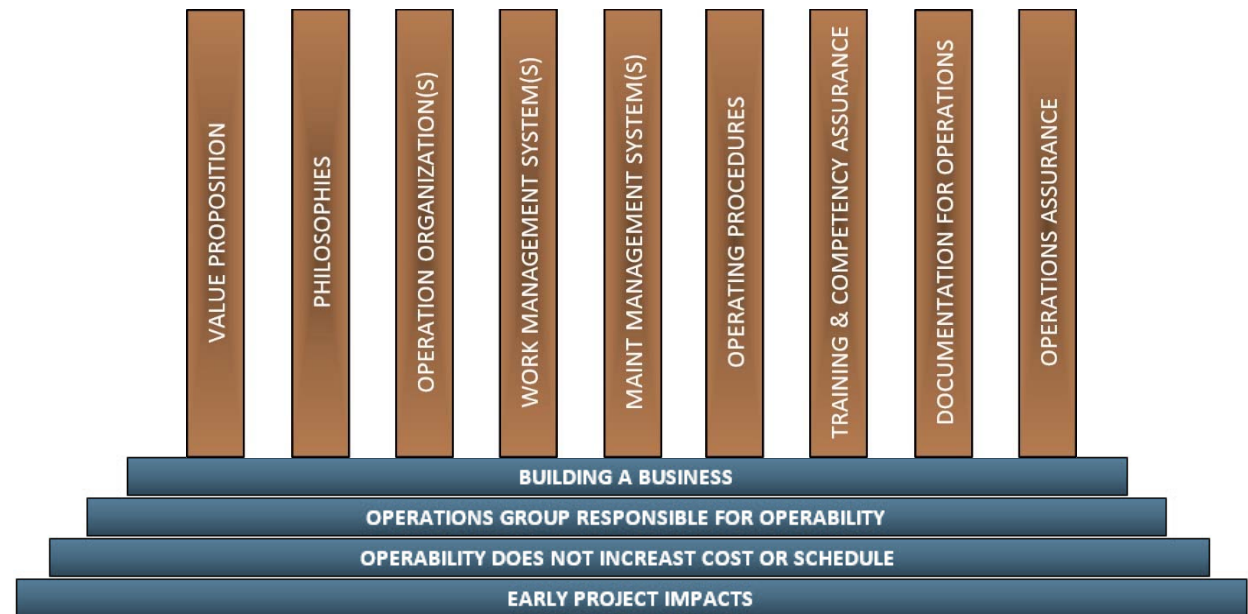 VALUE PROPOSITION
PHILOSOPHIES
OPERATION ORGANIZATION(S)
WORK MANAGEMENT SYSTEM(S)
MAINT MANAGEMENT SYSTEM(S)
OPERATING PROCEDURES
TRAINING & COMPETENCY ASSURANCE
DOCUMENTATION FOR OPERATIONS
OPERATIONS ASSURANCE
BUILDING A BUSINESS
OPERATIONS GROUP RESPONSIBLE FOR OPERABILITY
OPERABILITY DOES NOT INCREAST COST OR SCHEDULE
EARLY PROJECT IMPACTS